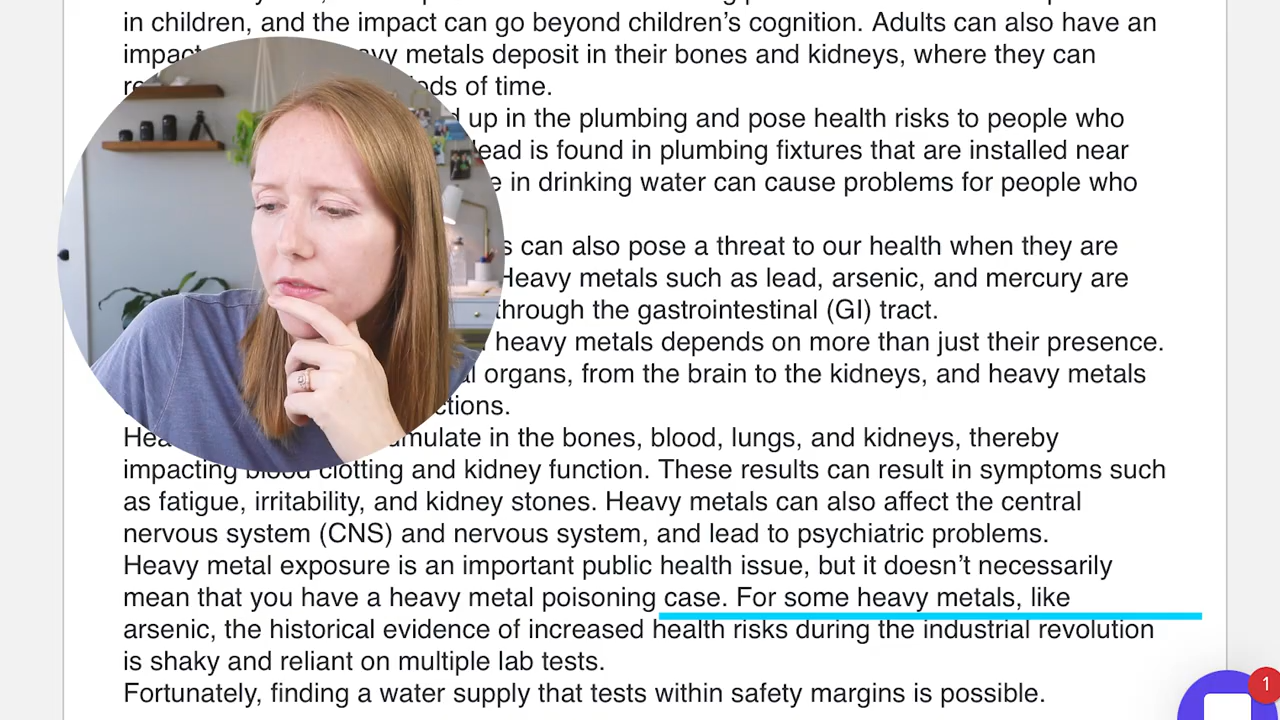 in children, and the impact can go beyond children's cognition. Adults can also have an
metals deposit in their bones and kidneys, where they can
of time.
up in the plumbing and pose health risks to people who
lead is found in plumbing fixtures that are installed near
in drinking water can cause problems for people who
can also pose a threat to our health when they are
Heavy metals such as lead, arsenic, and mercury are
through the gastrointestinal (GI) tract.
heavy metals depends on more than just their presence.
organs, from the brain to the kidneys, and heavy metals
in the bones, blood, lungs, and kidneys, thereby
impacting blood clotting and kidney function. These results can result in symptoms such
as fatigue, irritability, and kidney stones. Heavy metals can also affect the central
nervous system (CNS) and nervous system, and lead to psychiatric problems.
Heavy metal exposure is an important public health issue, but it doesn't necessarily
mean that you have a heavy metal poisoning case. For some heavy metals, like
arsenic, the historical evidence of increased health risks during the industrial revolution
is shaky and reliant on multiple lab tests.
Fortunately, finding a water supply that tests within safety margins is possible.
1